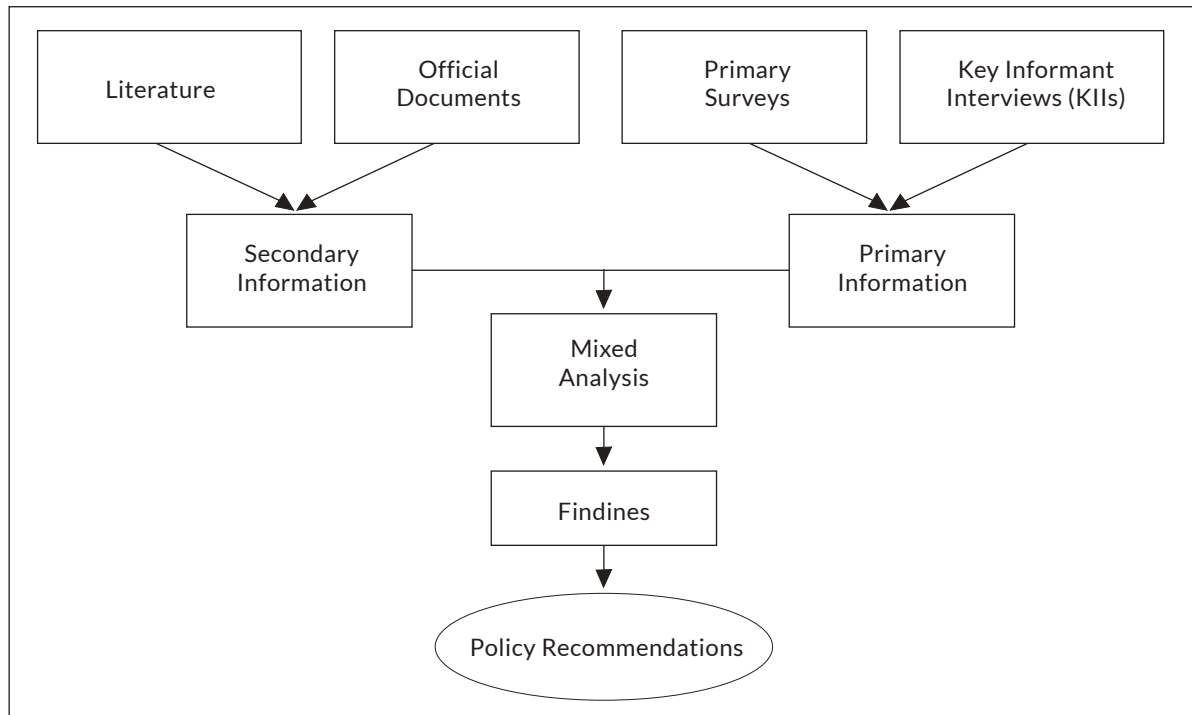 Literature
Official
Documents
Primary
Surveys
Key Informant
Interviews (KIIs)
Secondary
Information
Primary
Information
Mixed
Analysis
Findines
Policy Recommendations